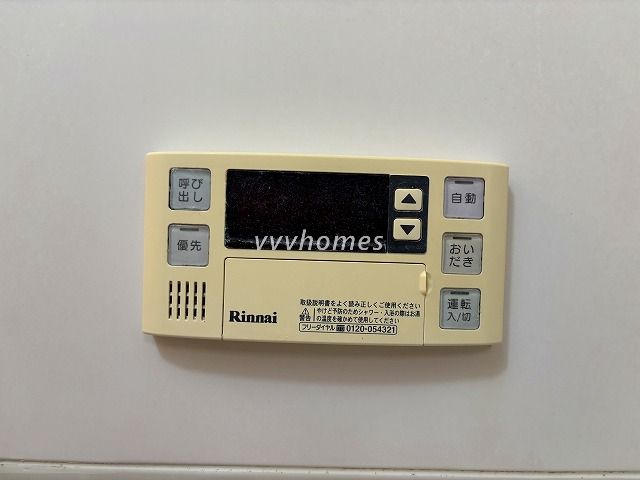 呼び
出し
優先
vvvhomes
自動
おい
だき
運転
入/切
Rinnai
取扱説明書をよく読み正しくご使用ください
警告
やけど予防のためシャワー・入浴の際はお湯
の温度を確かめて使用してください
フリーダイヤル 0120-054321